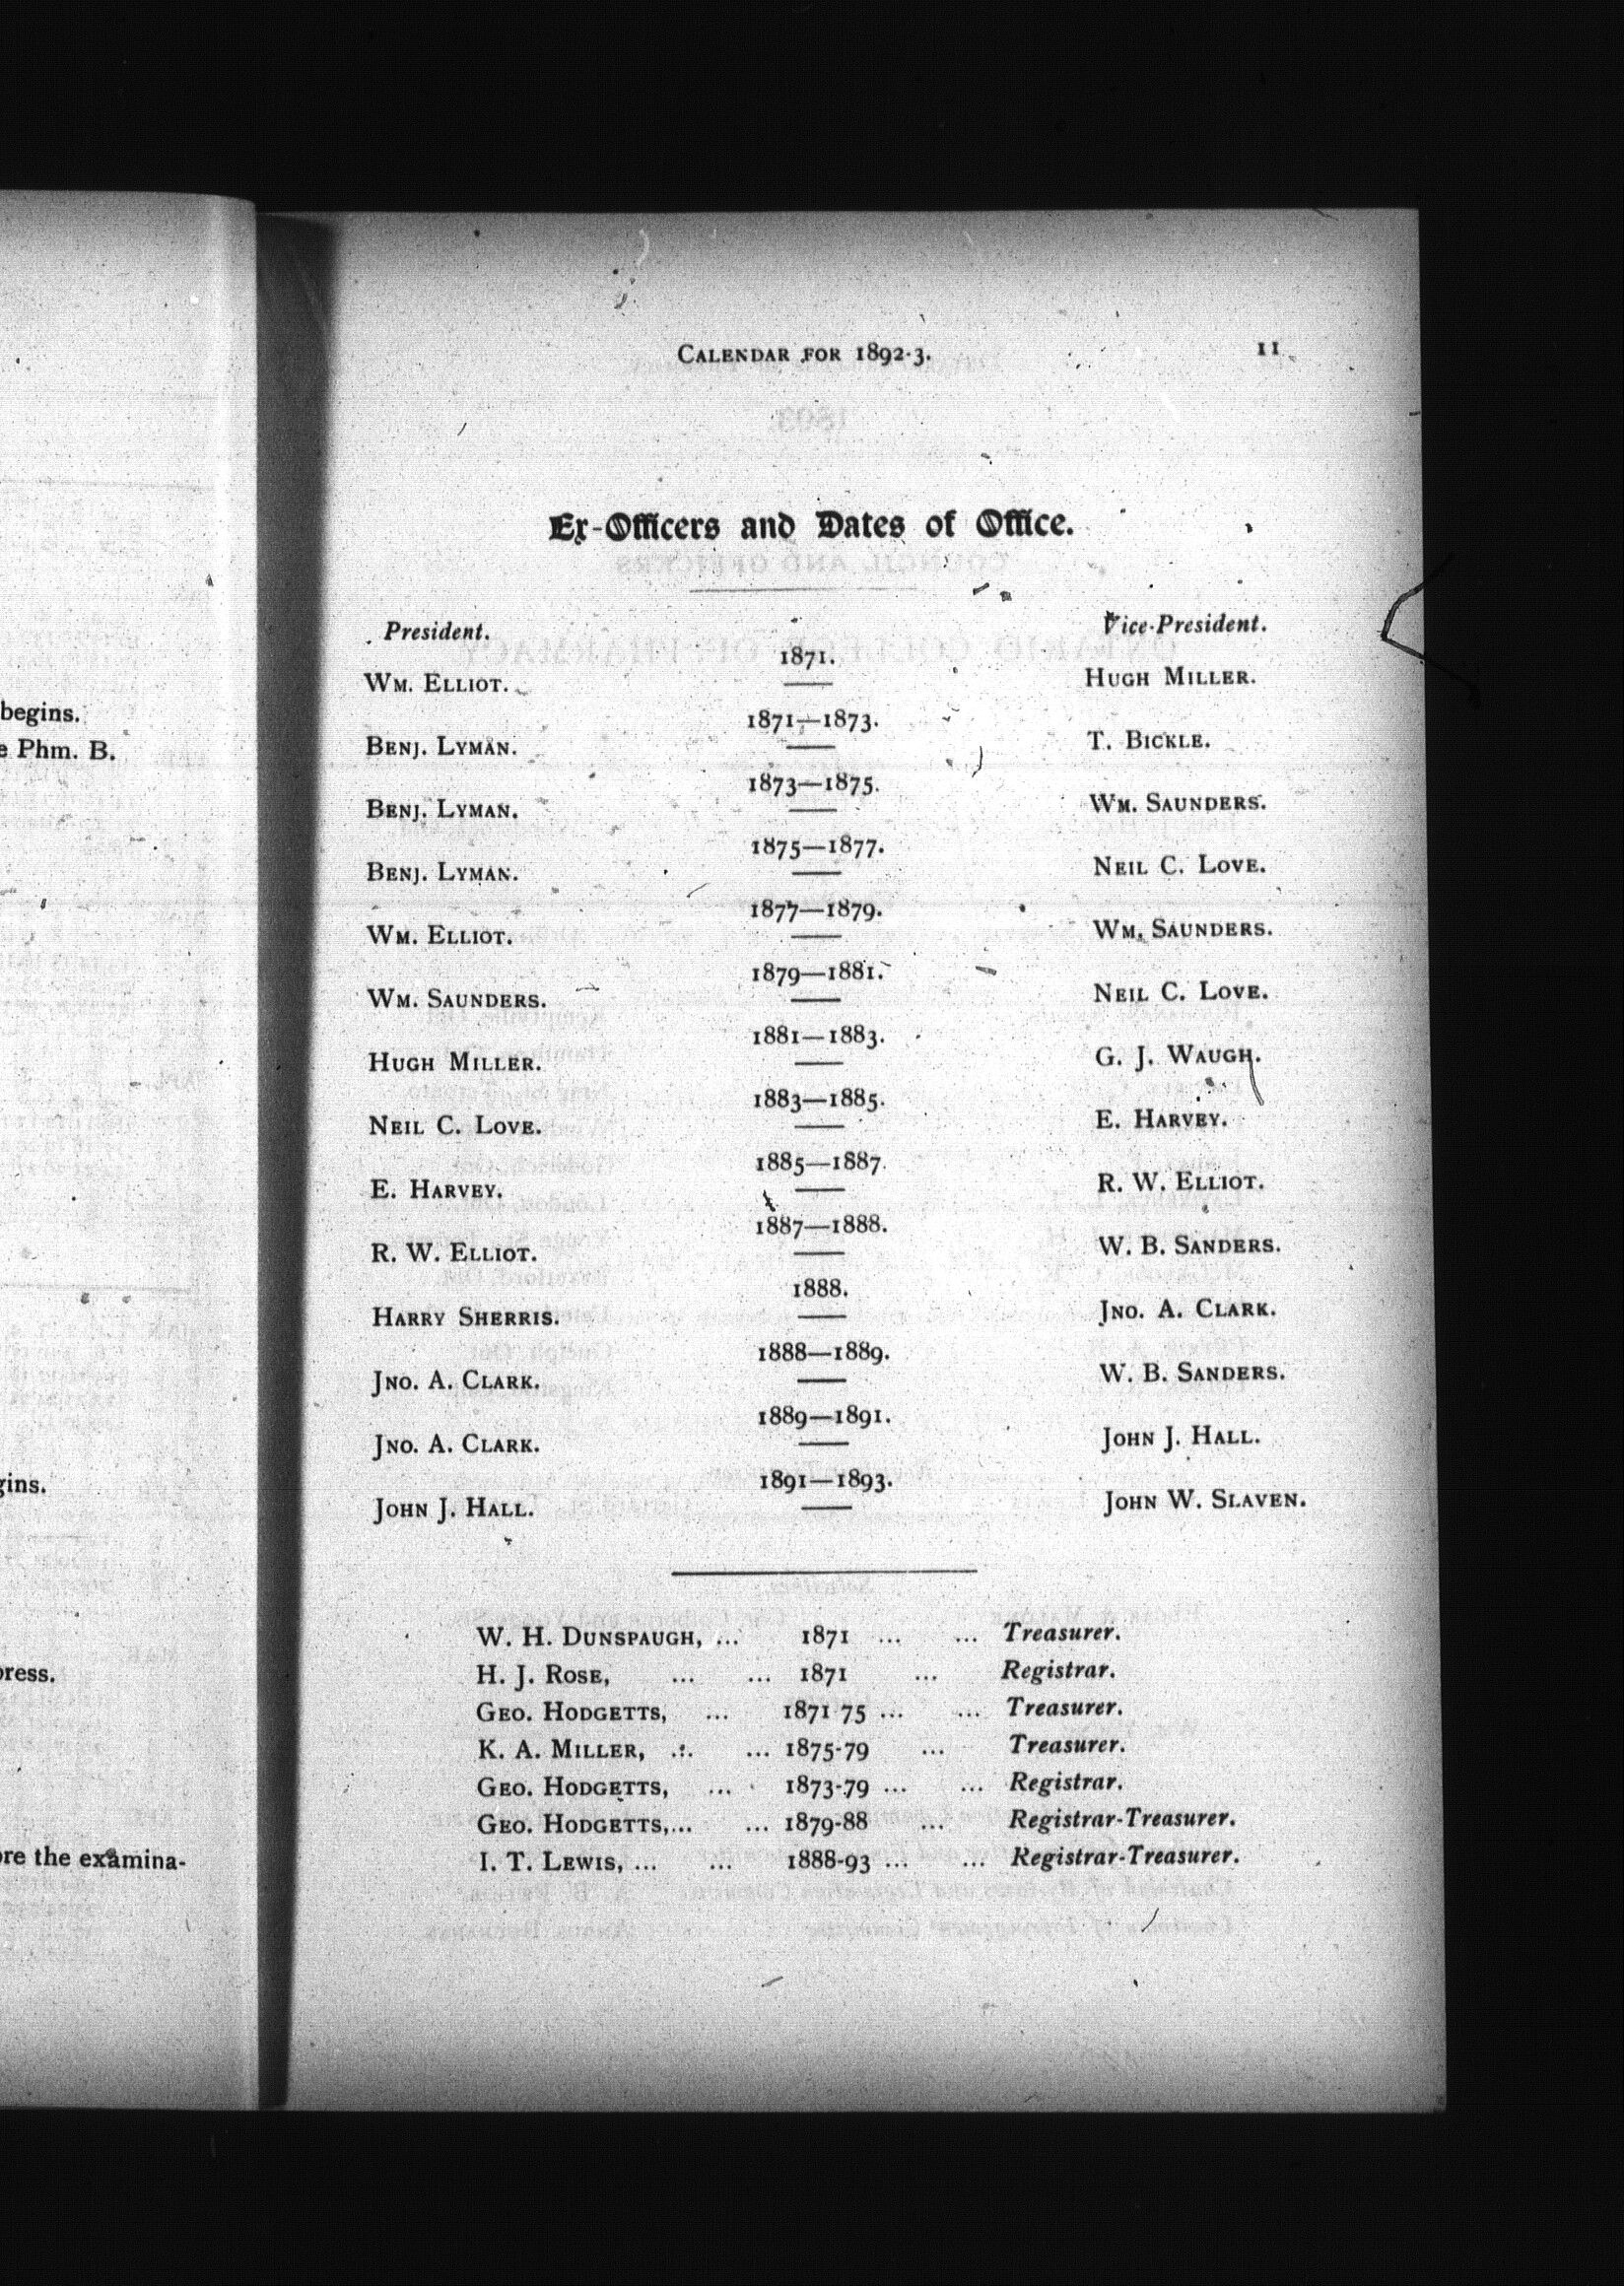 CALENDAR FOR 1892-3. 11
Ex-Officers and Dates of Office.
President. Vice-President.
1871.
WM. ELLIOT. HUGH MILLER.
1871—1873.
BENJ. LYMAN. T. BICKLE.
1873—1875.
BENJ. LYMAN. WM. SAUNDERS.
1875—1877.
BENJ. LYMAN. NEIL C. LOVE.
1877—1879.
WM. ELLIOT. WM. SAUNDERS.
1879—1881.
WM. SAUNDERS. NEIL C. LOVE.
1881—1883.
HUGH MILLER. G. J. WAUGH.
1883—1885.
NEIL C. LOVE. E. HARVEY.
1885—1887.
E. HARVEY. R. W. ELLIOT.
1887—1888.
R. W. ELLIOT. W. B. SANDERS.
1888.
HARRY SHERRIS. JNO. A. CLARK.
1888—1889.
JNO. A. CLARK. W. B. SANDERS.
1889—1891.
JNO. A. CLARK. JOHN J. HALL.
1891—1893.
JOHN J. HALL. JOHN W. SLAVEN.
W. H. DUNSPAUGH, ... 1871 ... ... Treasurer.
H. J. ROSE, ... ... 1871 ... Registrar.
GEO. HODGETTS, ... 1871 75 ... ... Treasurer.
K. A. MILLER, ... ... 1875-79 ... Treasurer.
GEO. HODGETTS, ... 1873-79 ... ... Registrar.
GEO. HODGETTS,... ... 1879-88 ... Registrar-Treasurer.
I. T. LEWIS, ... ... 1888-93 ... ... Registrar-Treasurer.
begins.
e Phm. B.
gins.
press.
ore the examina-